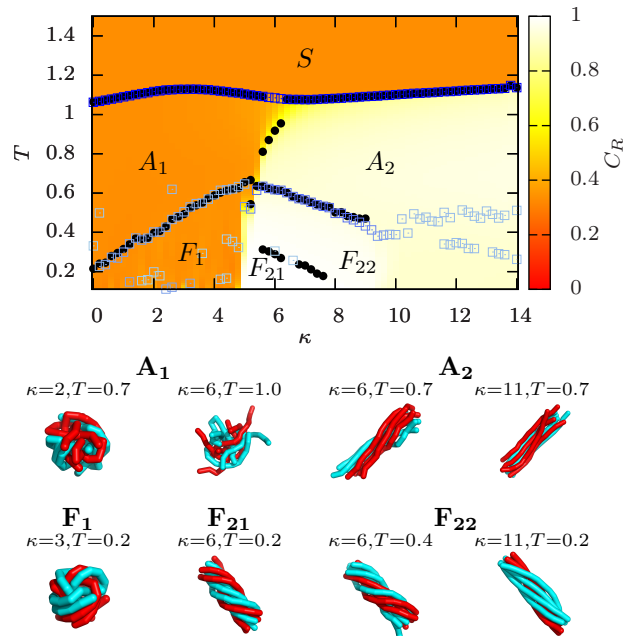 1.4
1.2
1
0.8
0.6
0.4
0.2
T
S
A1
A2
F1
F21
F22
0
2
4
6
8
10
12
14
κ
1
0.8
0.6
0.4
0.2
0
C_R
A1
A2
κ=2,T=0.7
κ=6,T=1.0
κ=6,T=0.7
κ=11,T=0.7
F1
F21
F22
κ=3,T=0.2
κ=6,T=0.2
κ=6,T=0.4
κ=11,T=0.2